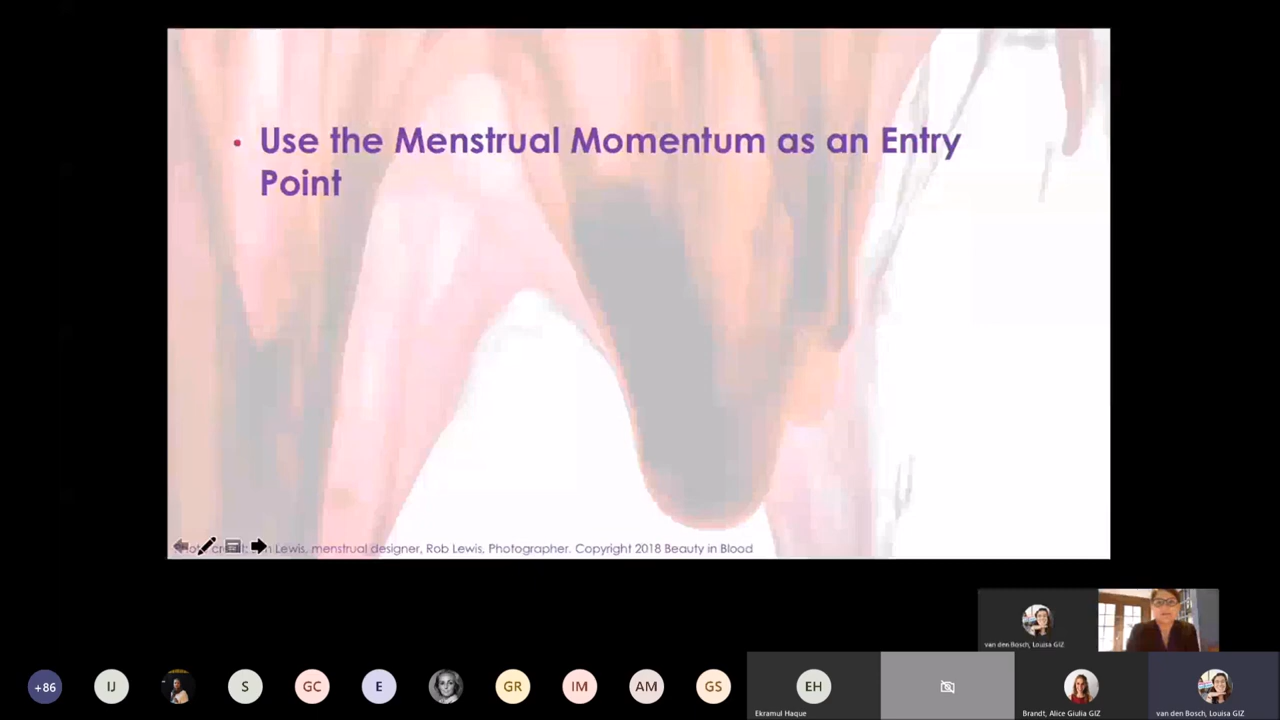 • Use the Menstrual Momentum as an Entry
Point
Lewis, menstrual designer, Rob Lewis, Photographer. Copyright 2018 Beauty in Blood
van den Bosch, Louisa GIZ
+86
IJ
S
GC
E
GR
IM
AM
GS
EH
Ekramul Haque
Brandt, Alice Giulia GIZ
van den Bosch, Louisa GIZ